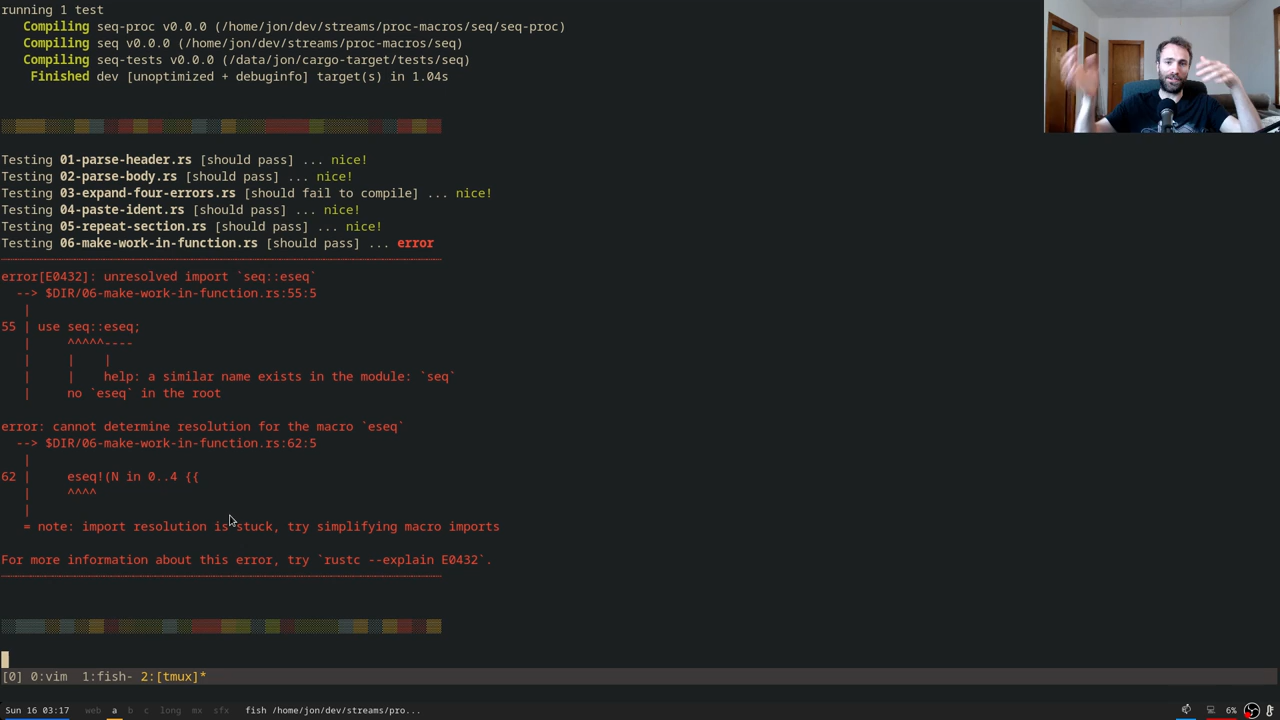 running 1 test
Compiling seq-proc v0.0.0 (/home/jon/dev/streams/proc-macros/seq/seq-proc)
Compiling seq v0.0.0 (/home/jon/dev/streams/proc-macros/seq)
Compiling seq-tests v0.0.0 (/data/jon/cargo-target/tests/seq)
Finished dev [unoptimized + debuginfo] target(s) in 1.04s
Testing 01-parse-header.rs [should pass] ... nice!
Testing 02-parse-body.rs [should pass] ... nice!
Testing 03-expand-four-errors.rs [should fail to compile] ... nice!
Testing 04-paste-ident.rs [should pass] ... nice!
Testing 05-repeat-section.rs [should pass] ... nice!
Testing 06-make-work-in-function.rs [should pass] ... error
error[E0432]: unresolved import `seq::eseq`
--> $DIR/06-make-work-in-function.rs:55:5
|
55 | use seq::eseq;
| ^^^^^----
| | |
| | help: a similar name exists in the module: `seq`
| no `eseq` in the root
error: cannot determine resolution for the macro `eseq`
--> $DIR/06-make-work-in-function.rs:62:5
|
62 | eseq!(N in 0..4 {{
| ^^^^
|
= note: import resolution is stuck, try simplifying macro imports
For more information about this error, try `rustc --explain E0432`.
[0] 0:vim 1:fish- 2:[tmux]*
Sun 16 03:17 web a b c long mx sfx fish /home/jon/dev/streams/pro... 6%